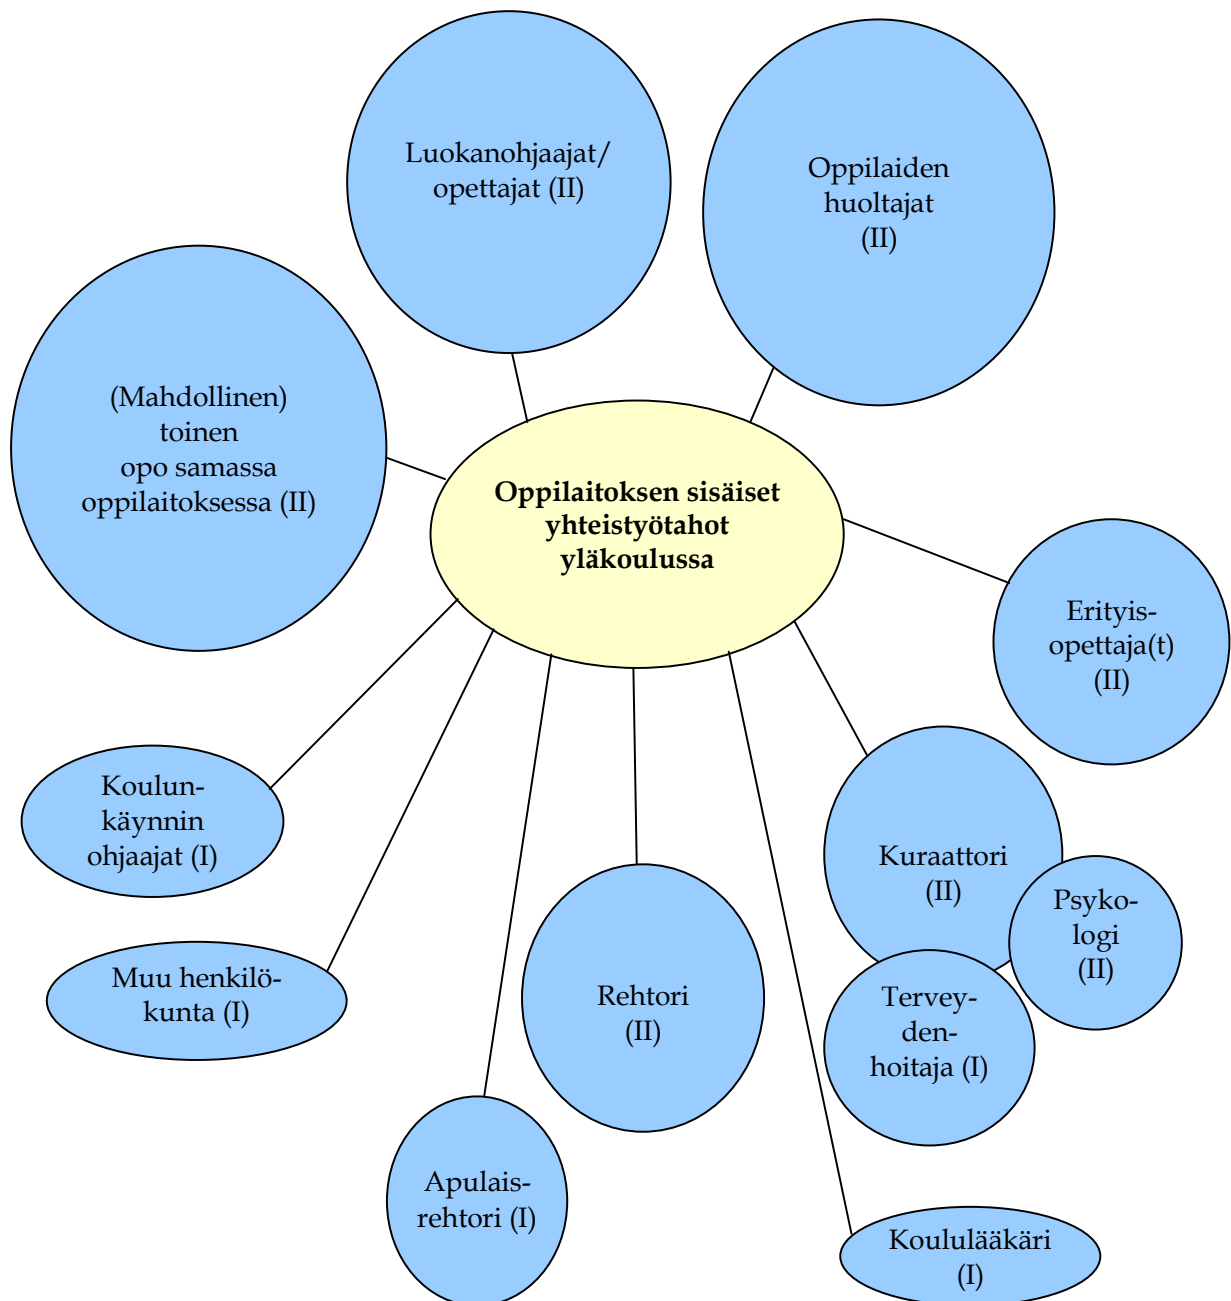 Luokanohjaajat/
opettajat (II)
Oppilaiden
huoltajat
(II)
(Mahdollinen)
toinen
opo samassa
oppilaitoksessa (II)
Oppilaitoksen sisäiset
yhteistyötahot
yläkoulussa
Erityis-
opettaja(t)
(II)
Koulun-
käynnin
ohjaajat (I)
Kuraattori
(II)
Psyko-
logi
(II)
Muu henkilö-
kunta (I)
Rehtori
(II)
Tervey-
den-
hoitaja (I)
Apulais-
rehtori (I)
Koululääkäri
(I)